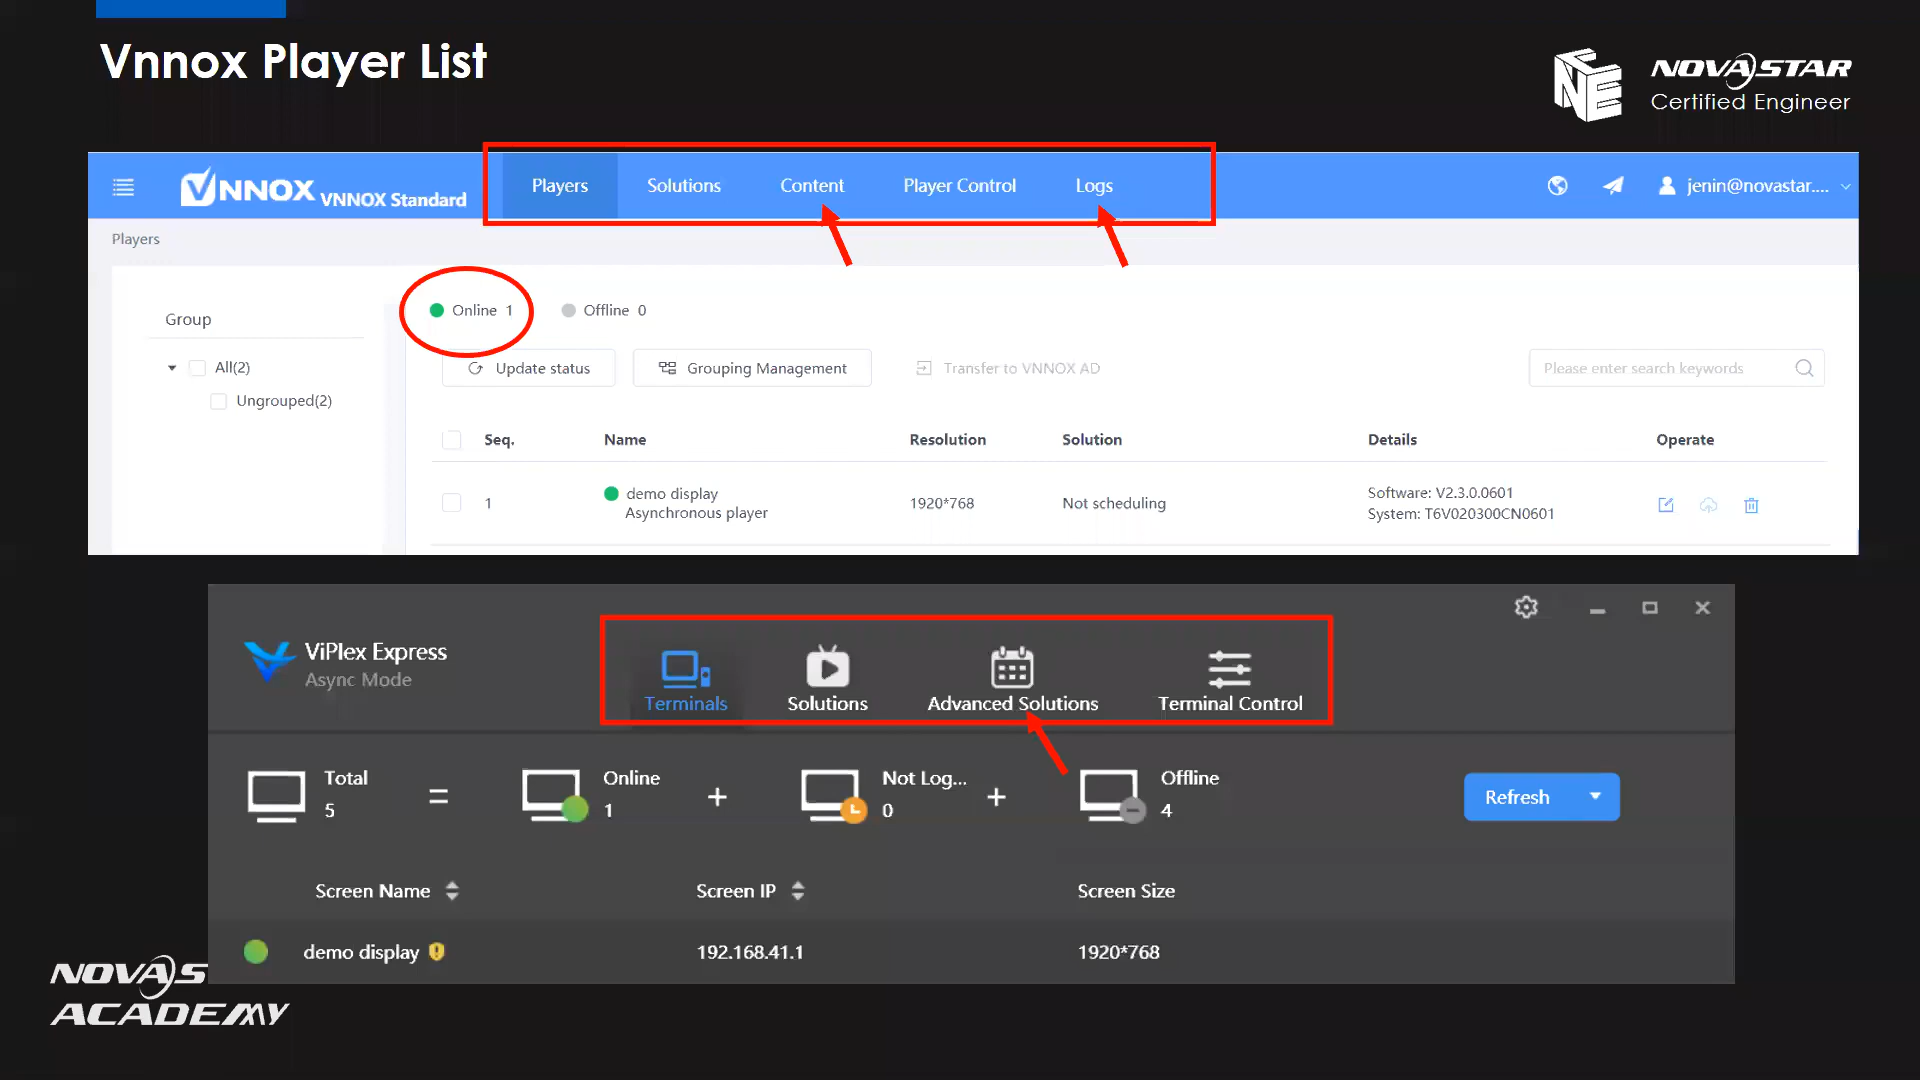 Vnnox Player List
NE
NOVASTAR
Certified Engineer
VNNOX VNNOX Standard
Players Solutions Content Player Control Logs
jenin@novastar....
Players
Group
All(2)
Ungrouped(2)
Online 1 Offline 0
Update status Grouping Management Transfer to VNNOX AD Please enter search keywords
Seq. Name Resolution Solution Details Operate
1 demo display 1920*768 Not scheduling Software: V2.3.0.0601
Asynchronous player System: T6V020300CN0601
ViPlex Express
Async Mode
Terminals Solutions Advanced Solutions Terminal Control
Total Online Not Log... Offline
5 = 1 + 0 + 4
Refresh
Screen Name Screen IP Screen Size
demo display 192.168.41.1 1920*768
NOVAS
ACADEMY